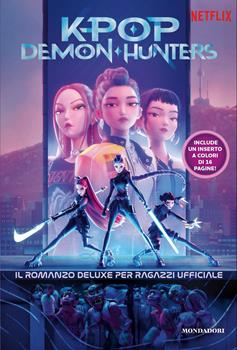 NETFLIX
K-POP
DEMON HUNTERS
INCLUDE
UN INSERTO
A COLORI
DI 16
PAGINE!
IL ROMANZO DELUXE PER RAGAZZI UFFICIALE
MONDADORI